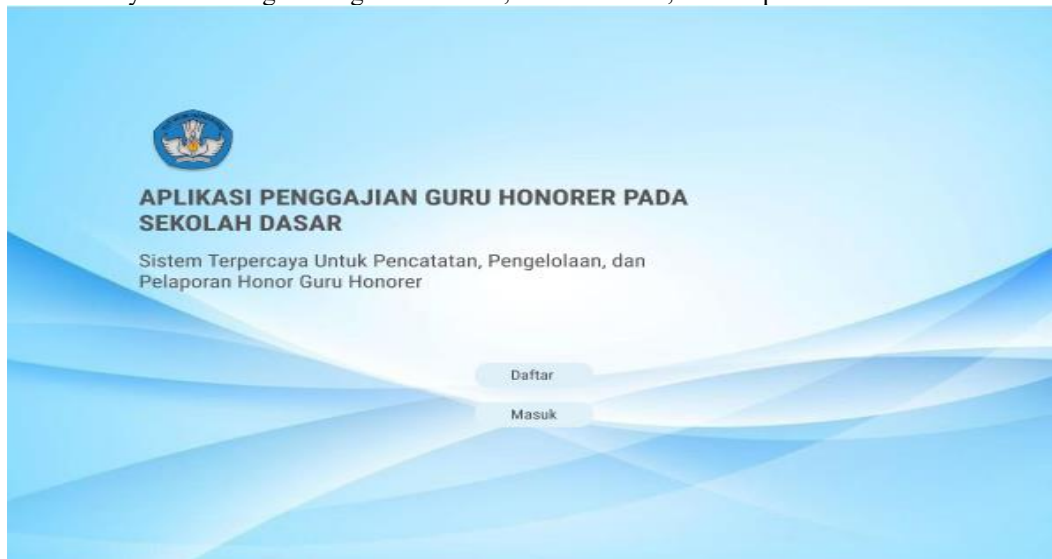 APLIKASI PENGGAJIAN GURU HONORER PADA
SEKOLAH DASAR
Sistem Terpercaya Untuk Pencatatan, Pengelolaan, dan
Pelaporan Honor Guru Honorer
Daftar
Masuk